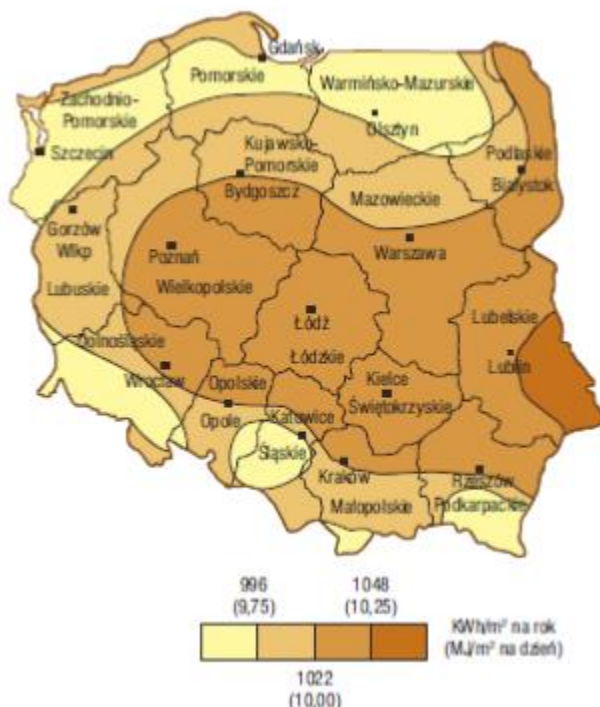 Gdańsk
Pomorskie
Warmińsko-Mazurskie
Zachodnio-
Pomorskie
Olsztyn
Szczecin
Kujawsko-
Pomorskie
Podlaskie
Bydgoszcz
Mazowieckie
Białystok
Gorzów
Wlkp
Poznań
Warszawa
Lubuskie
Wielkopolskie
Łódź
Lubelskie
Dolnośląskie
Łódzkie
Lublin
Wrocław
Opolskie
Kielce
Świętokrzyskie
Opole
Katowice
Śląskie
Kraków
Rzeszów
Małopolskie
Podkarpackie
996
(9,75)
1048
(10,25)
KWh/m² na rok
(MJ/m² na dzień)
1022
(10,00)